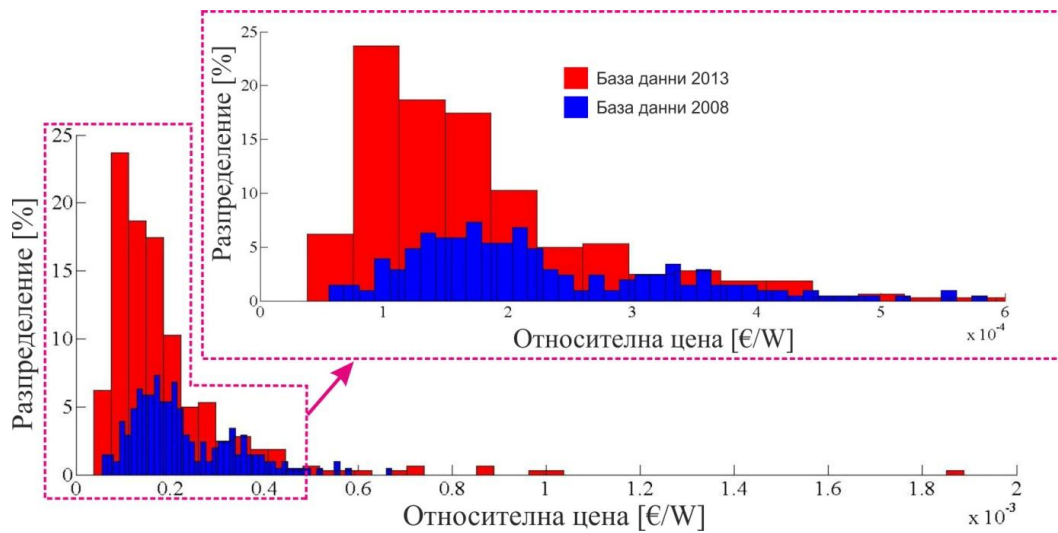 25
20
15
10
5
0
Разпределение [%]
База данни 2013
База данни 2008
0 1 2 3 4 5 6
x 10⁻⁴
Относителна цена [€/W]
25
20
15
10
5
0
Разпределение [%]
0 0.2 0.4 0.6 0.8 1 1.2 1.4 1.6 1.8 2
x 10⁻³
Относителна цена [€/W]